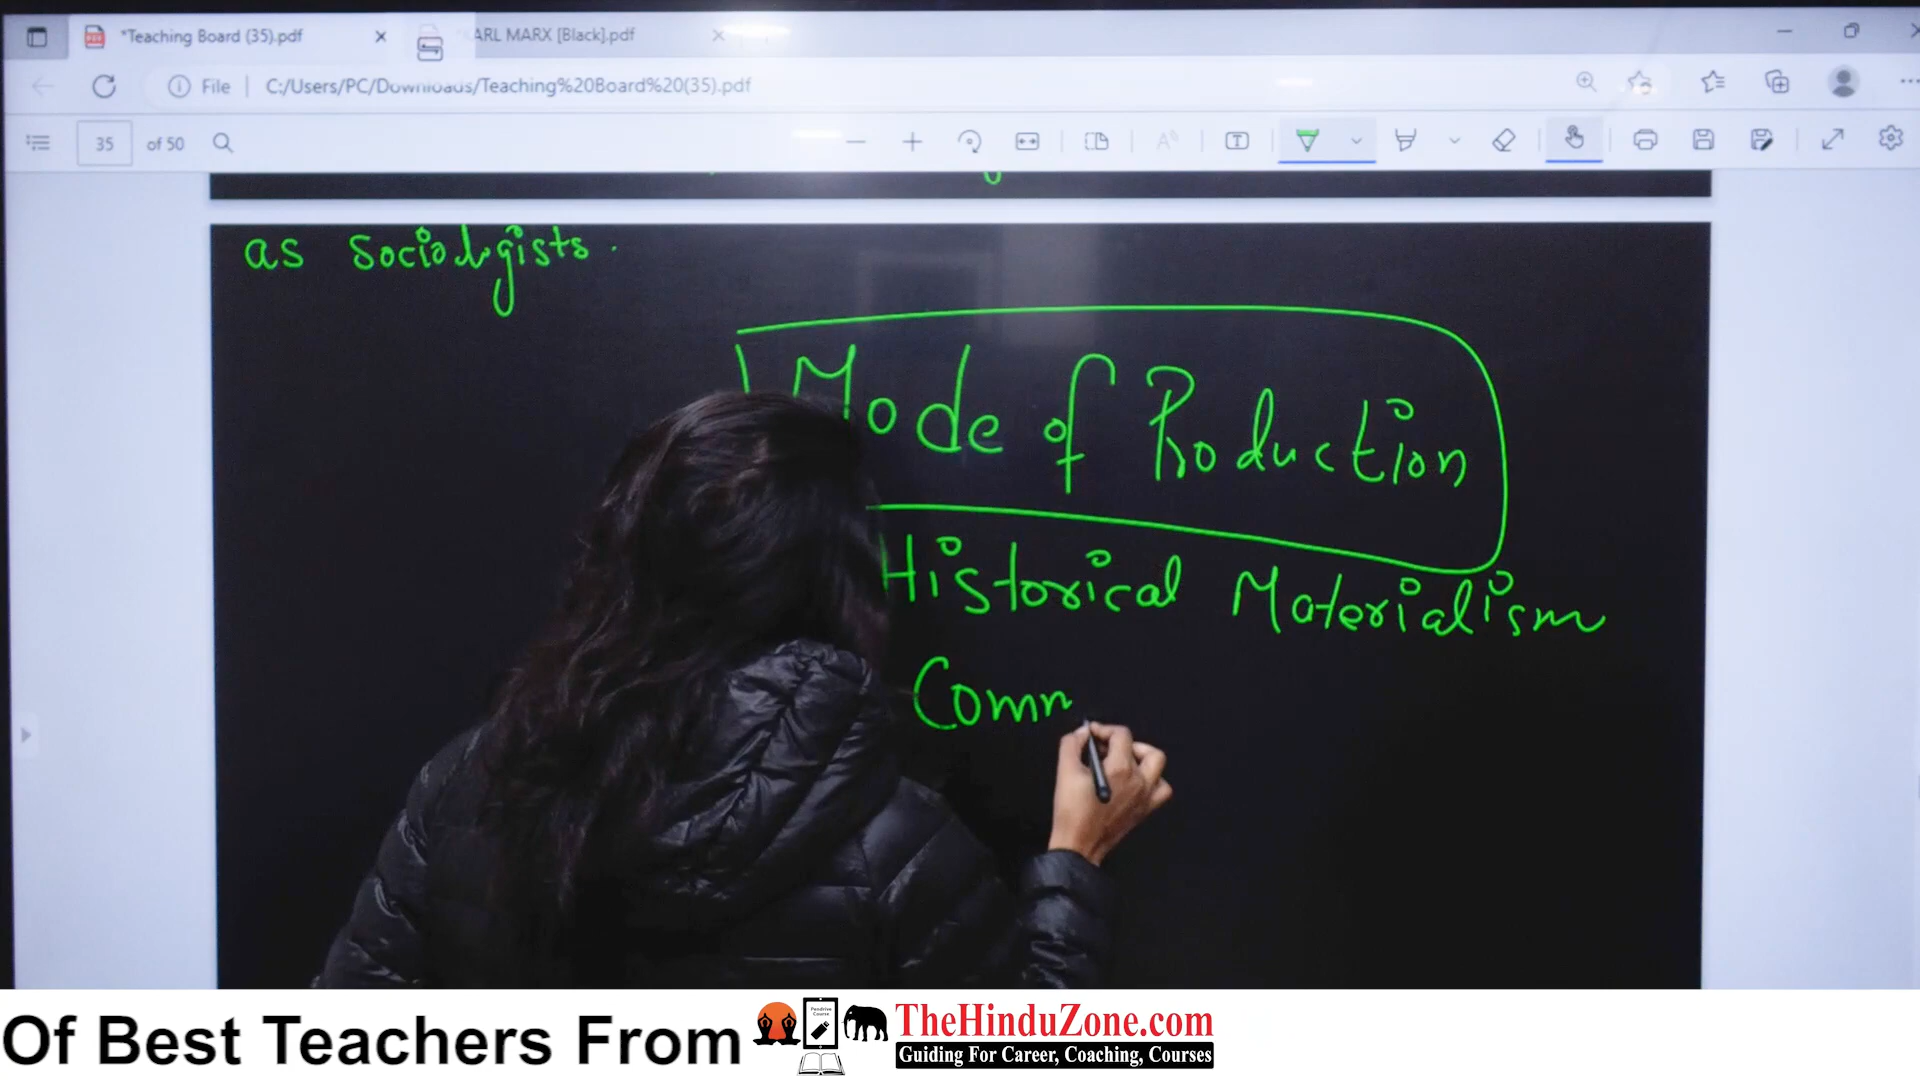 *Teaching Board (35).pdf
ARL MARX [Black].pdf
File
C:/Users/PC/Downloads/Teaching%20Board%20(35).pdf
35 of 50
as Sociologists.
Mode of Production
Historical Materialism
Comm
Of Best Teachers From
Pendrive
Course
TheHinduZone.com
Guiding For Career, Coaching, Courses